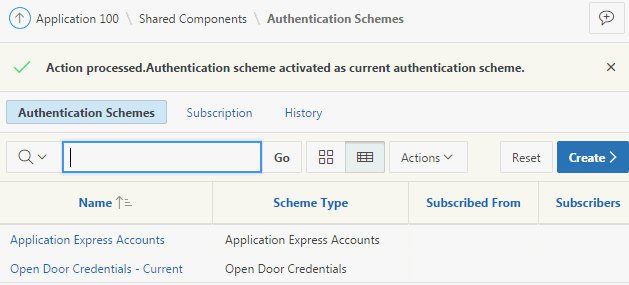 Application 100 \ Shared Components \ Authentication Schemes
Action processed.Authentication scheme activated as current authentication scheme.
Authentication Schemes Subscription History
Go Actions Reset Create
Name Scheme Type Subscribed From Subscribers
Application Express Accounts Application Express Accounts
Open Door Credentials - Current Open Door Credentials